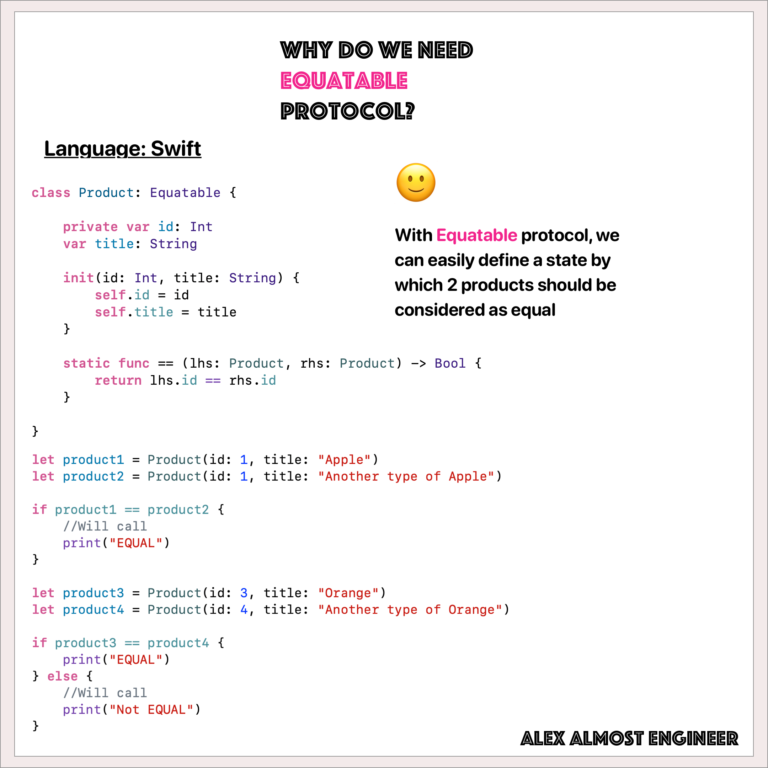 WHY DO WE NEED
EQUATABLE
PROTOCOL?
Language: Swift
class Product: Equatable {
    private var id: Int
    var title: String
    init(id: Int, title: String) {
        self.id = id
        self.title = title
    }
    static func == (lhs: Product, rhs: Product) -> Bool {
        return lhs.id == rhs.id
    }
}
With Equatable protocol, we
can easily define a state by
which 2 products should be
considered as equal
let product1 = Product(id: 1, title: "Apple")
let product2 = Product(id: 1, title: "Another type of Apple")
if product1 == product2 {
    //Will call
    print("EQUAL")
}
let product3 = Product(id: 3, title: "Orange")
let product4 = Product(id: 4, title: "Another type of Orange")
if product3 == product4 {
    print("EQUAL")
} else {
    //Will call
    print("Not EQUAL")
}
ALEX ALMOST ENGINEER